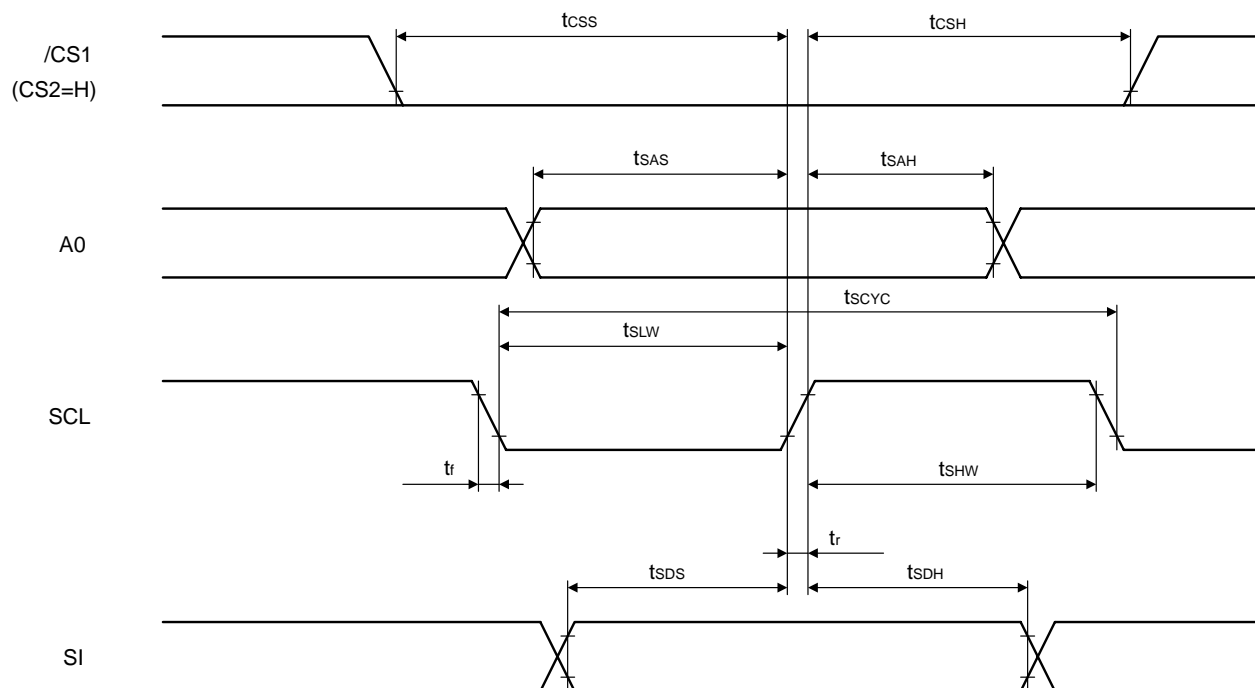 tCSS
tCSH
/CS1
(CS2=H)
tSAS
tSAH
A0
tSCYC
tSLW
SCL
tf
tSHW
tr
tSDS
tSDH
SI